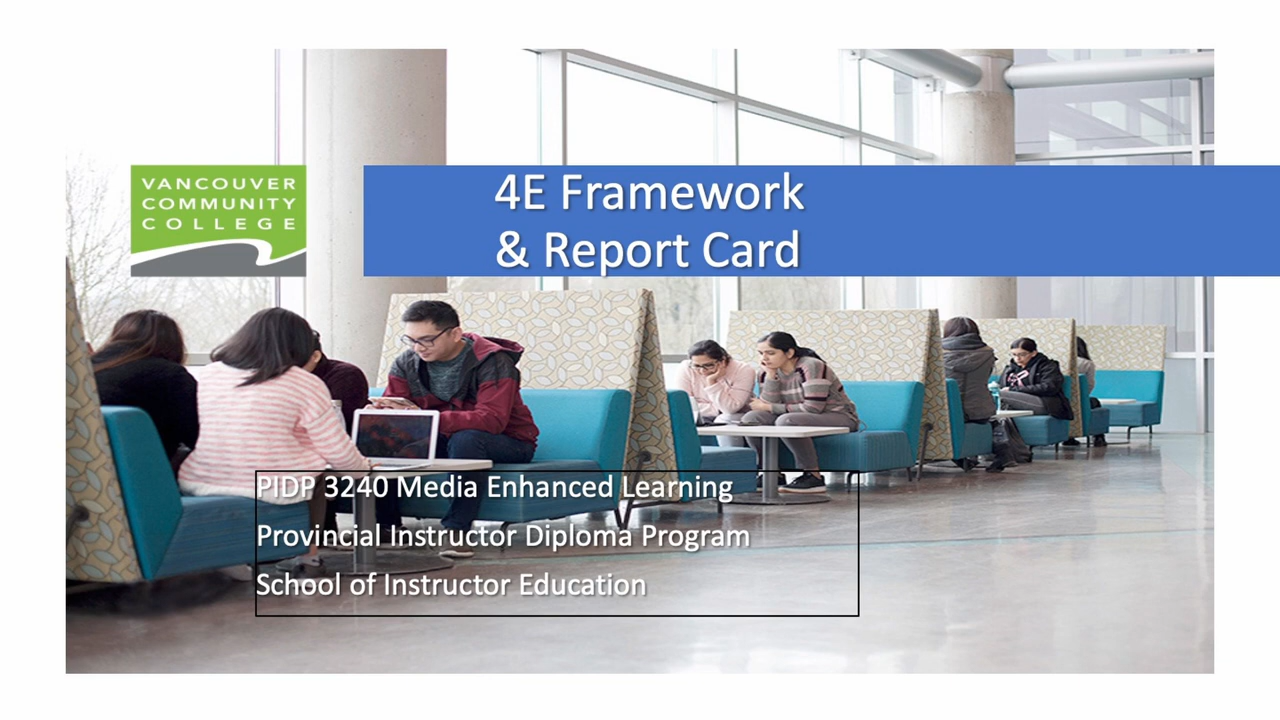 VANCOUVER
COMMUNITY
COLLEGE
4E Framework
& Report Card
PIDP 3240 Media Enhanced Learning
Provincial Instructor Diploma Program
School of Instructor Education